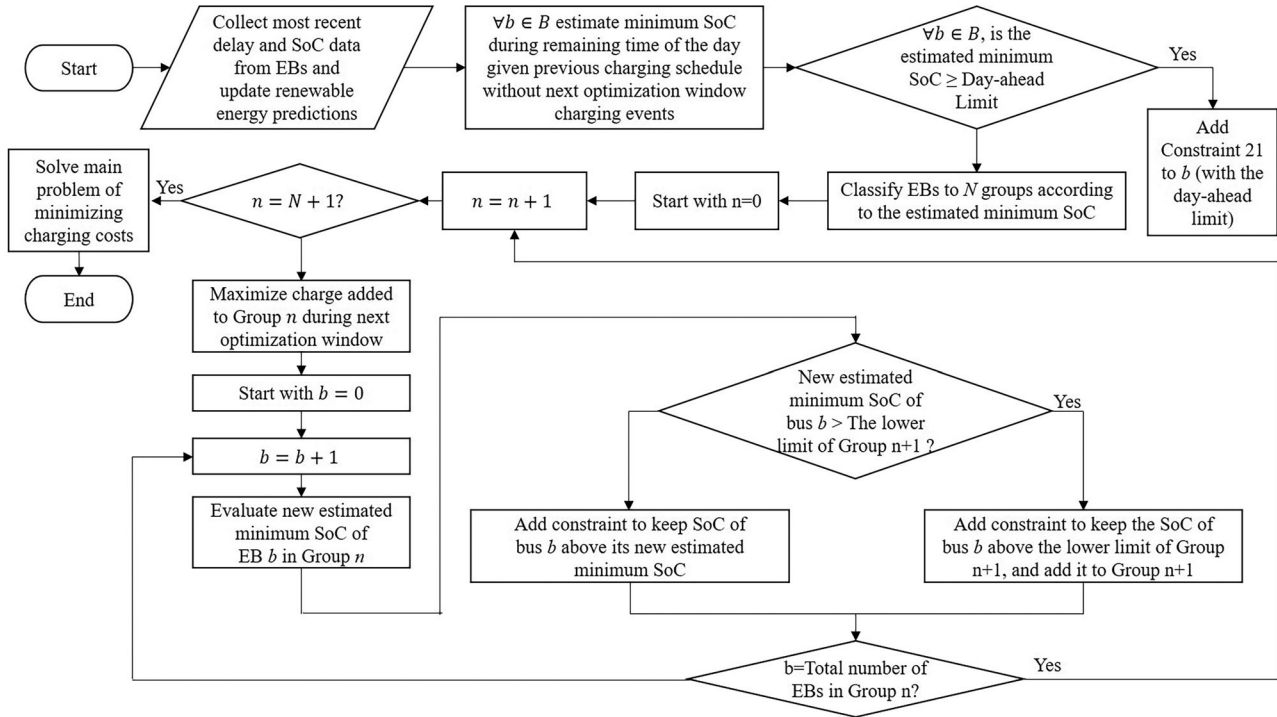 Start
Collect most recent
delay and SoC data
from EBs and
update renewable
energy predictions
∀b ∈ B estimate minimum SoC
during remaining time of the day
given previous charging schedule
without next optimization window
charging events
∀b ∈ B, is the
estimated minimum
SoC ≥ Day-ahead
Limit
Yes
Add
Constraint 21
to b (with the
day-ahead
limit)
Classify EBs to N groups according
to the estimated minimum SoC
Start with n=0
n = n + 1
n = N + 1?
Yes
Solve main
problem of
minimizing
charging costs
End
Maximize charge added
to Group n during next
optimization window
Start with b = 0
b = b + 1
Evaluate new estimated
minimum SoC of
EB b in Group n
New estimated
minimum SoC of
bus b > The lower
limit of Group n+1 ?
Yes
Add constraint to keep SoC of
bus b above its new estimated
minimum SoC
Add constraint to keep the SoC of
bus b above the lower limit of Group
n+1, and add it to Group n+1
b=Total number of
EBs in Group n?
Yes